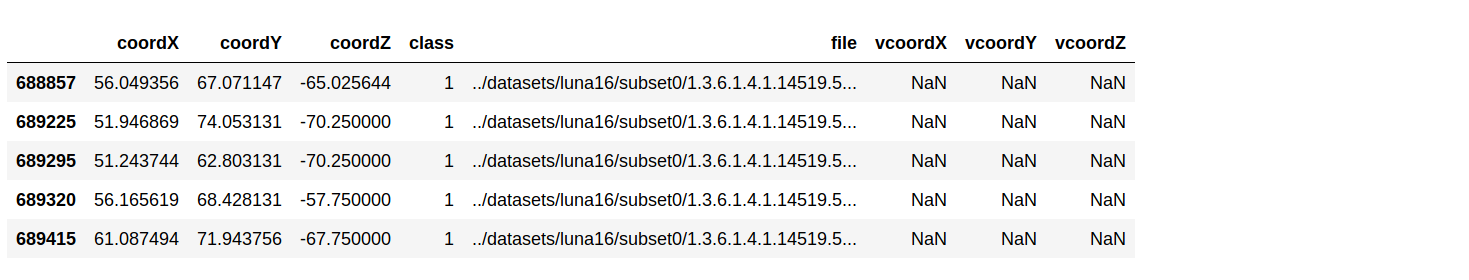 coordX coordY coordZ class file vcoordX vcoordY vcoordZ
688857 56.049356 67.071147 -65.025644 1 ../datasets/luna16/subset0/1.3.6.1.4.1.14519.5... NaN NaN NaN
689225 51.946869 74.053131 -70.250000 1 ../datasets/luna16/subset0/1.3.6.1.4.1.14519.5... NaN NaN NaN
689295 51.243744 62.803131 -70.250000 1 ../datasets/luna16/subset0/1.3.6.1.4.1.14519.5... NaN NaN NaN
689320 56.165619 68.428131 -57.750000 1 ../datasets/luna16/subset0/1.3.6.1.4.1.14519.5... NaN NaN NaN
689415 61.087494 71.943756 -67.750000 1 ../datasets/luna16/subset0/1.3.6.1.4.1.14519.5... NaN NaN NaN